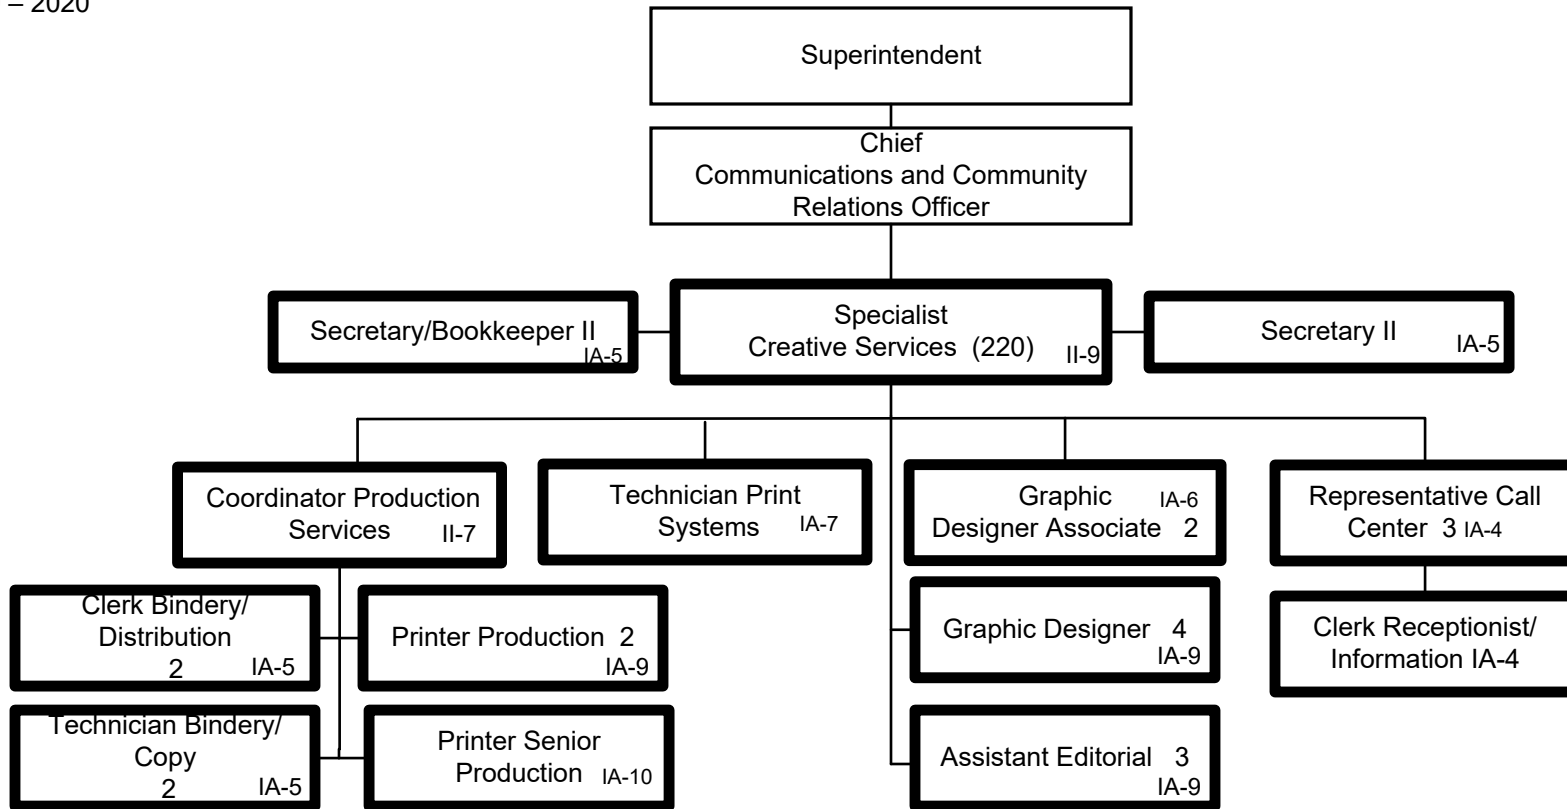 – 2020
Superintendent
Chief
Communications and Community
Relations Officer
Secretary/Bookkeeper II
IA-5
Specialist
Creative Services (220) II-9
Secretary II
IA-5
Coordinator Production
Services II-7
Technician Print
Systems IA-7
Graphic IA-6
Designer Associate 2
Representative Call
Center 3 IA-4
Clerk Bindery/
Distribution
2 IA-5
Printer Production 2
IA-9
Graphic Designer 4
IA-9
Clerk Receptionist/
Information IA-4
Technician Bindery/
Copy
2 IA-5
Printer Senior
Production IA-10
Assistant Editorial 3
IA-9